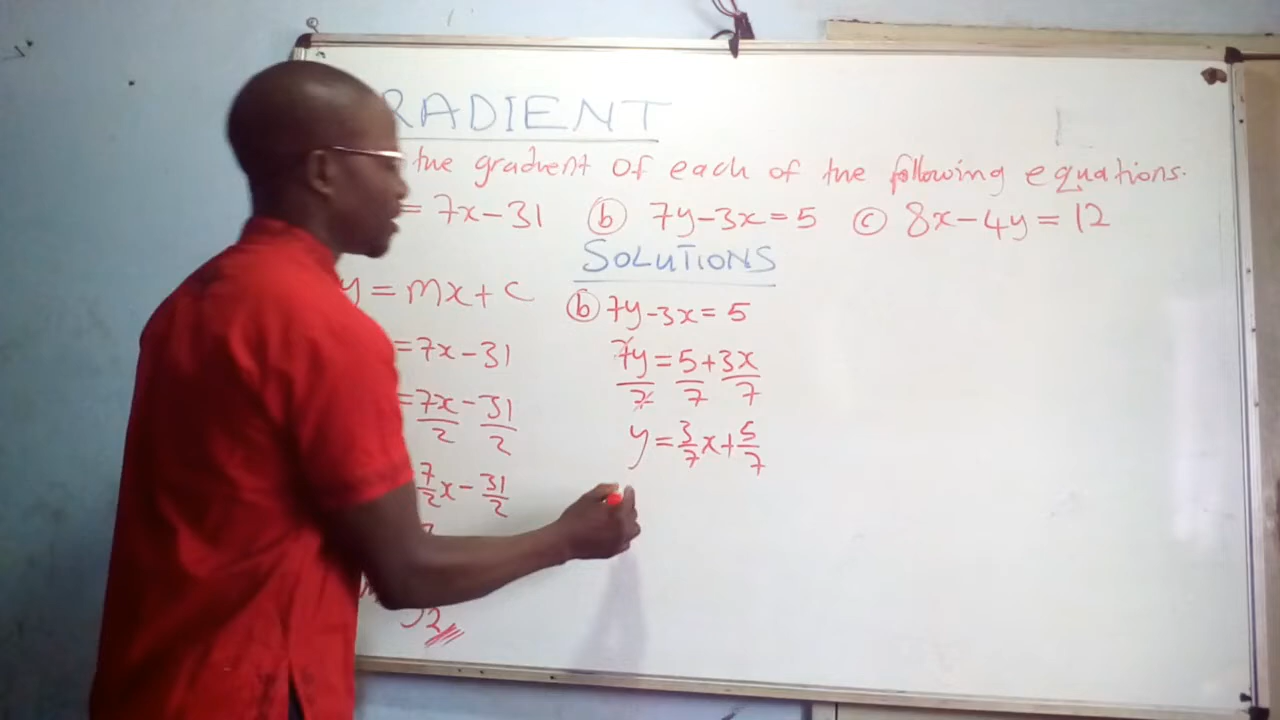 RADIENT
the gradient of each of the following equations.
= 7x-31 (b) 7y-3x=5 (c) 8x-4y=12
SOLUTIONS
y=mx+c
=7x-31
=7x/2-31/2
7/2x-31/2
(b) 7y-3x=5
7y/7=5/7+3x/7
y=3/7x+5/7